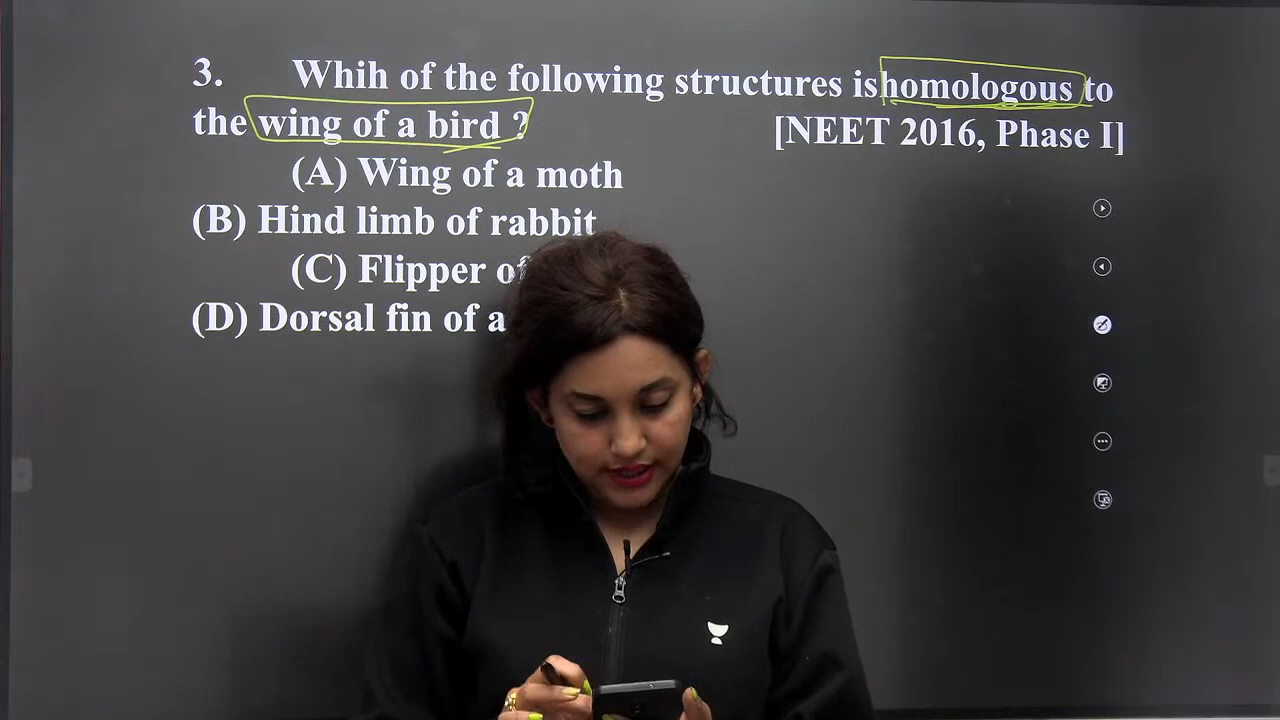 3. Whih of the following structures is homologous to
the wing of a bird ?
[NEET 2016, Phase I]
(A) Wing of a moth
(B) Hind limb of rabbit
(C) Flipper of
(D) Dorsal fin of a